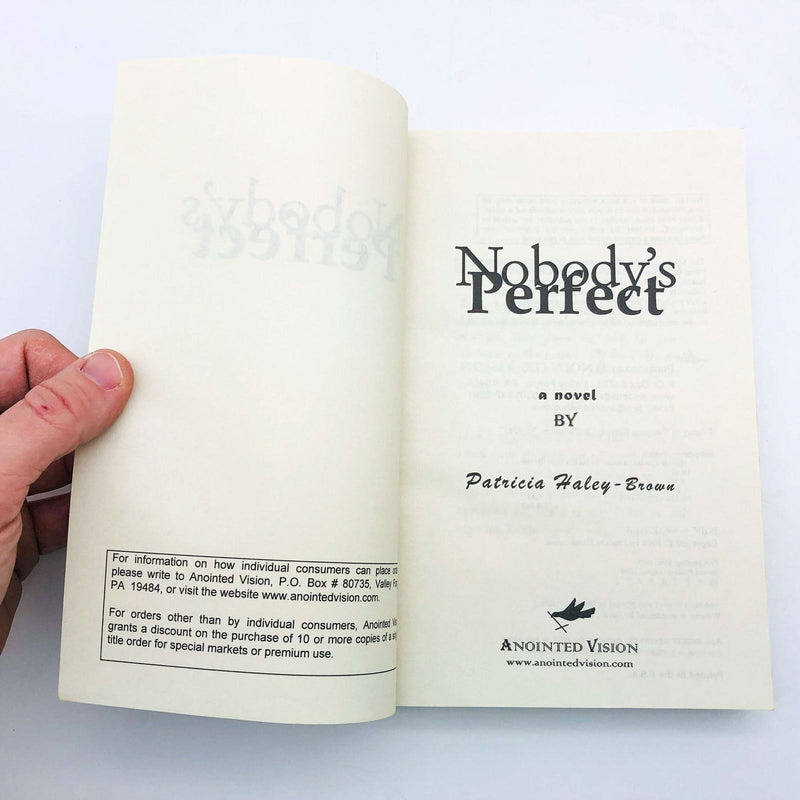 For information on how individual consumers can place
please write to Anointed Vision, P.O. Box # 80735, Valley
PA 19484, or visit the website www.anointedvision.com.
For orders other than by individual consumers, Anointed
grants a discount on the purchase of 10 or more copies of a
title order for special markets or premium use.
Nobody's
Perfect
a novel
BY
Patricia Haley-Brown
ANOINTED VISION
www.anointedvision.com